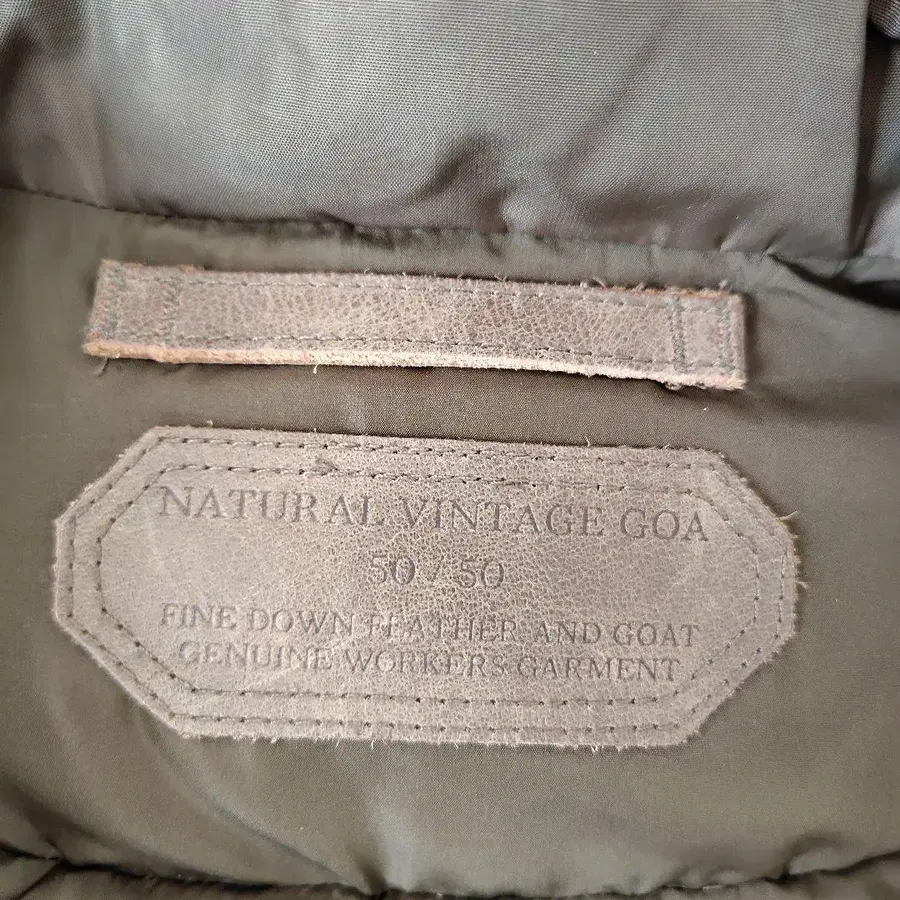 NATURAL VINTAGE GOA
50 / 50
FINE DOWN FEATHER AND GOAT
GENUINE WORKERS GARMENT